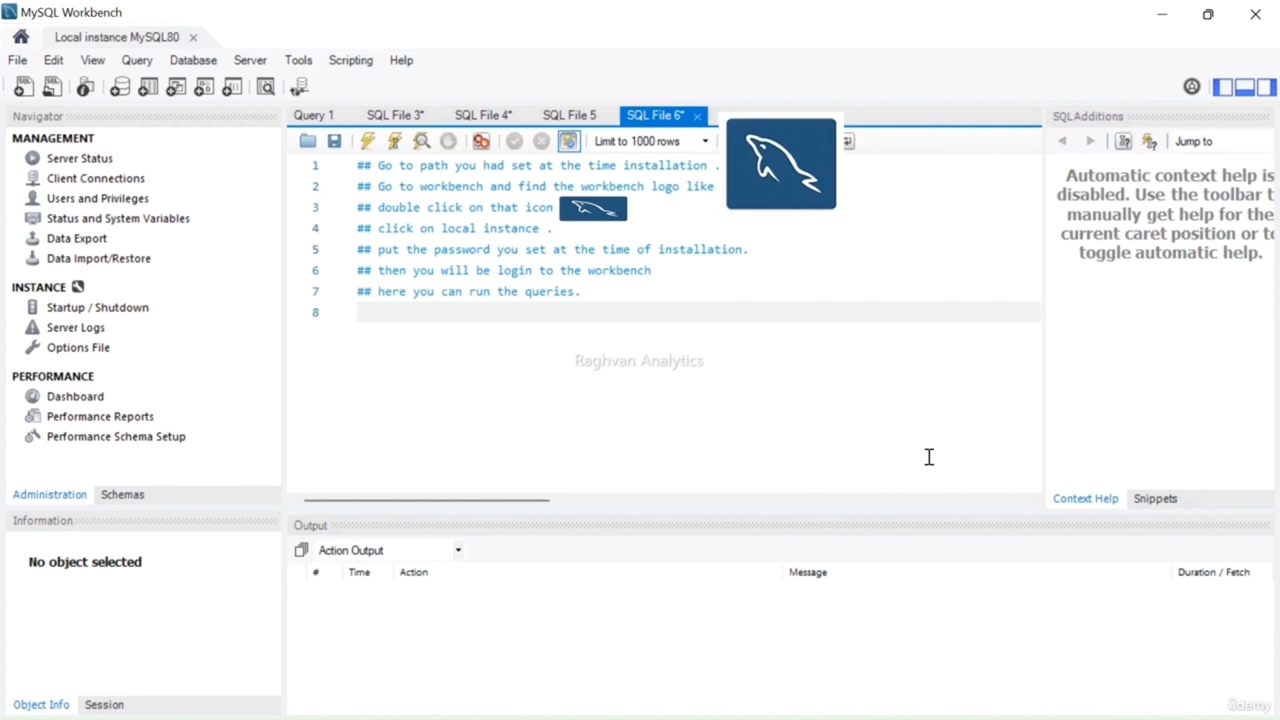 MySQL Workbench
Local instance MySQL80
File Edit View Query Database Server Tools Scripting Help
Navigator
MANAGEMENT
Server Status
Client Connections
Users and Privileges
Status and System Variables
Data Export
Data Import/Restore
INSTANCE
Startup / Shutdown
Server Logs
Options File
PERFORMANCE
Dashboard
Performance Reports
Performance Schema Setup
Administration Schemas
Information
No object selected
Object Info Session
Query 1 SQL File 3* SQL File 4* SQL File 5 SQL File 6*
Limit to 1000 rows
1 ## Go to path you had set at the time installation .
2 ## Go to workbench and find the workbench logo like
3 ## double click on that icon
4 ## click on local instance .
5 ## put the password you set at the time of installation.
6 ## then you will be login to the workbench
7 ## here you can run the queries.
8
Raghvan Analytics
SQLAdditions
Jump to
Automatic context help is
disabled. Use the toolbar t
manually get help for the
current caret position or to
toggle automatic help.
Context Help Snippets
Output
Action Output
# Time Action Message Duration / Fetch
ûdemy